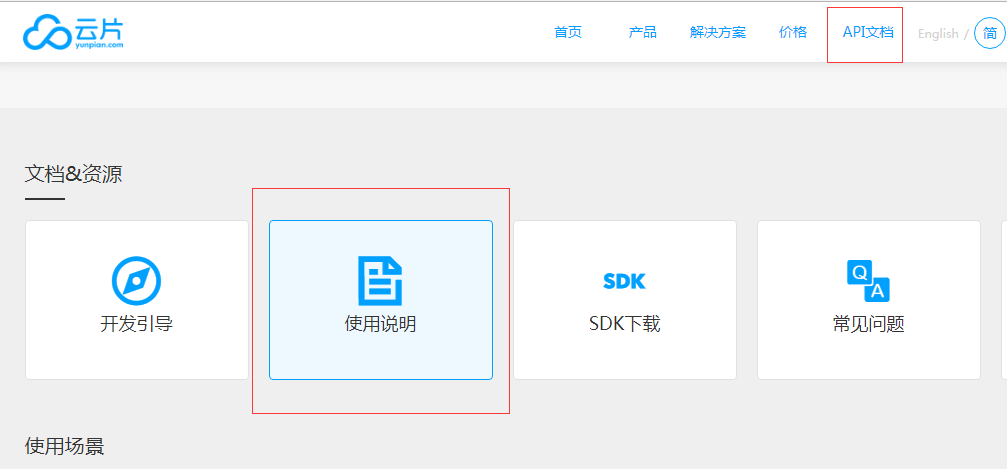 云片
yunpian.com
首页 产品 解决方案 价格 API文档 English / 简
文档&资源
开发引导 使用说明 SDK SDK下载 Q A 常见问题
使用场景